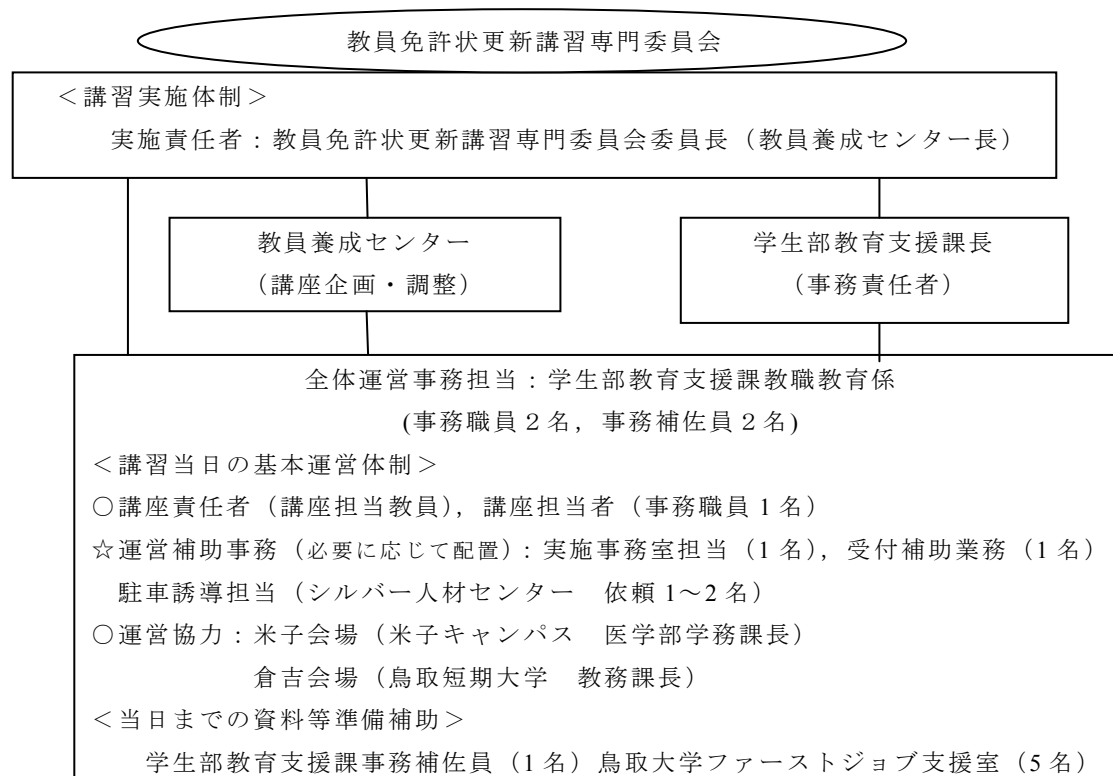 教員免許状更新講習専門委員会
＜講習実施体制＞
実施責任者：教員免許状更新講習専門委員会委員長（教員養成センター長）
教員養成センター
（講座企画・調整）
学生部教育支援課長
（事務責任者）
全体運営事務担当：学生部教育支援課教職教育係
(事務職員２名，事務補佐員２名)
＜講習当日の基本運営体制＞
○講座責任者（講座担当教員），講座担当者（事務職員 1 名）
☆運営補助事務（必要に応じて配置）：実施事務室担当（1 名），受付補助業務（1 名）
駐車誘導担当（シルバー人材センター　依頼 1～2 名）
○運営協力：米子会場（米子キャンパス　医学部学務課長）
倉吉会場（鳥取短期大学　教務課長）
＜当日までの資料等準備補助＞
学生部教育支援課事務補佐員（1 名）鳥取大学ファーストジョブ支援室（5 名）